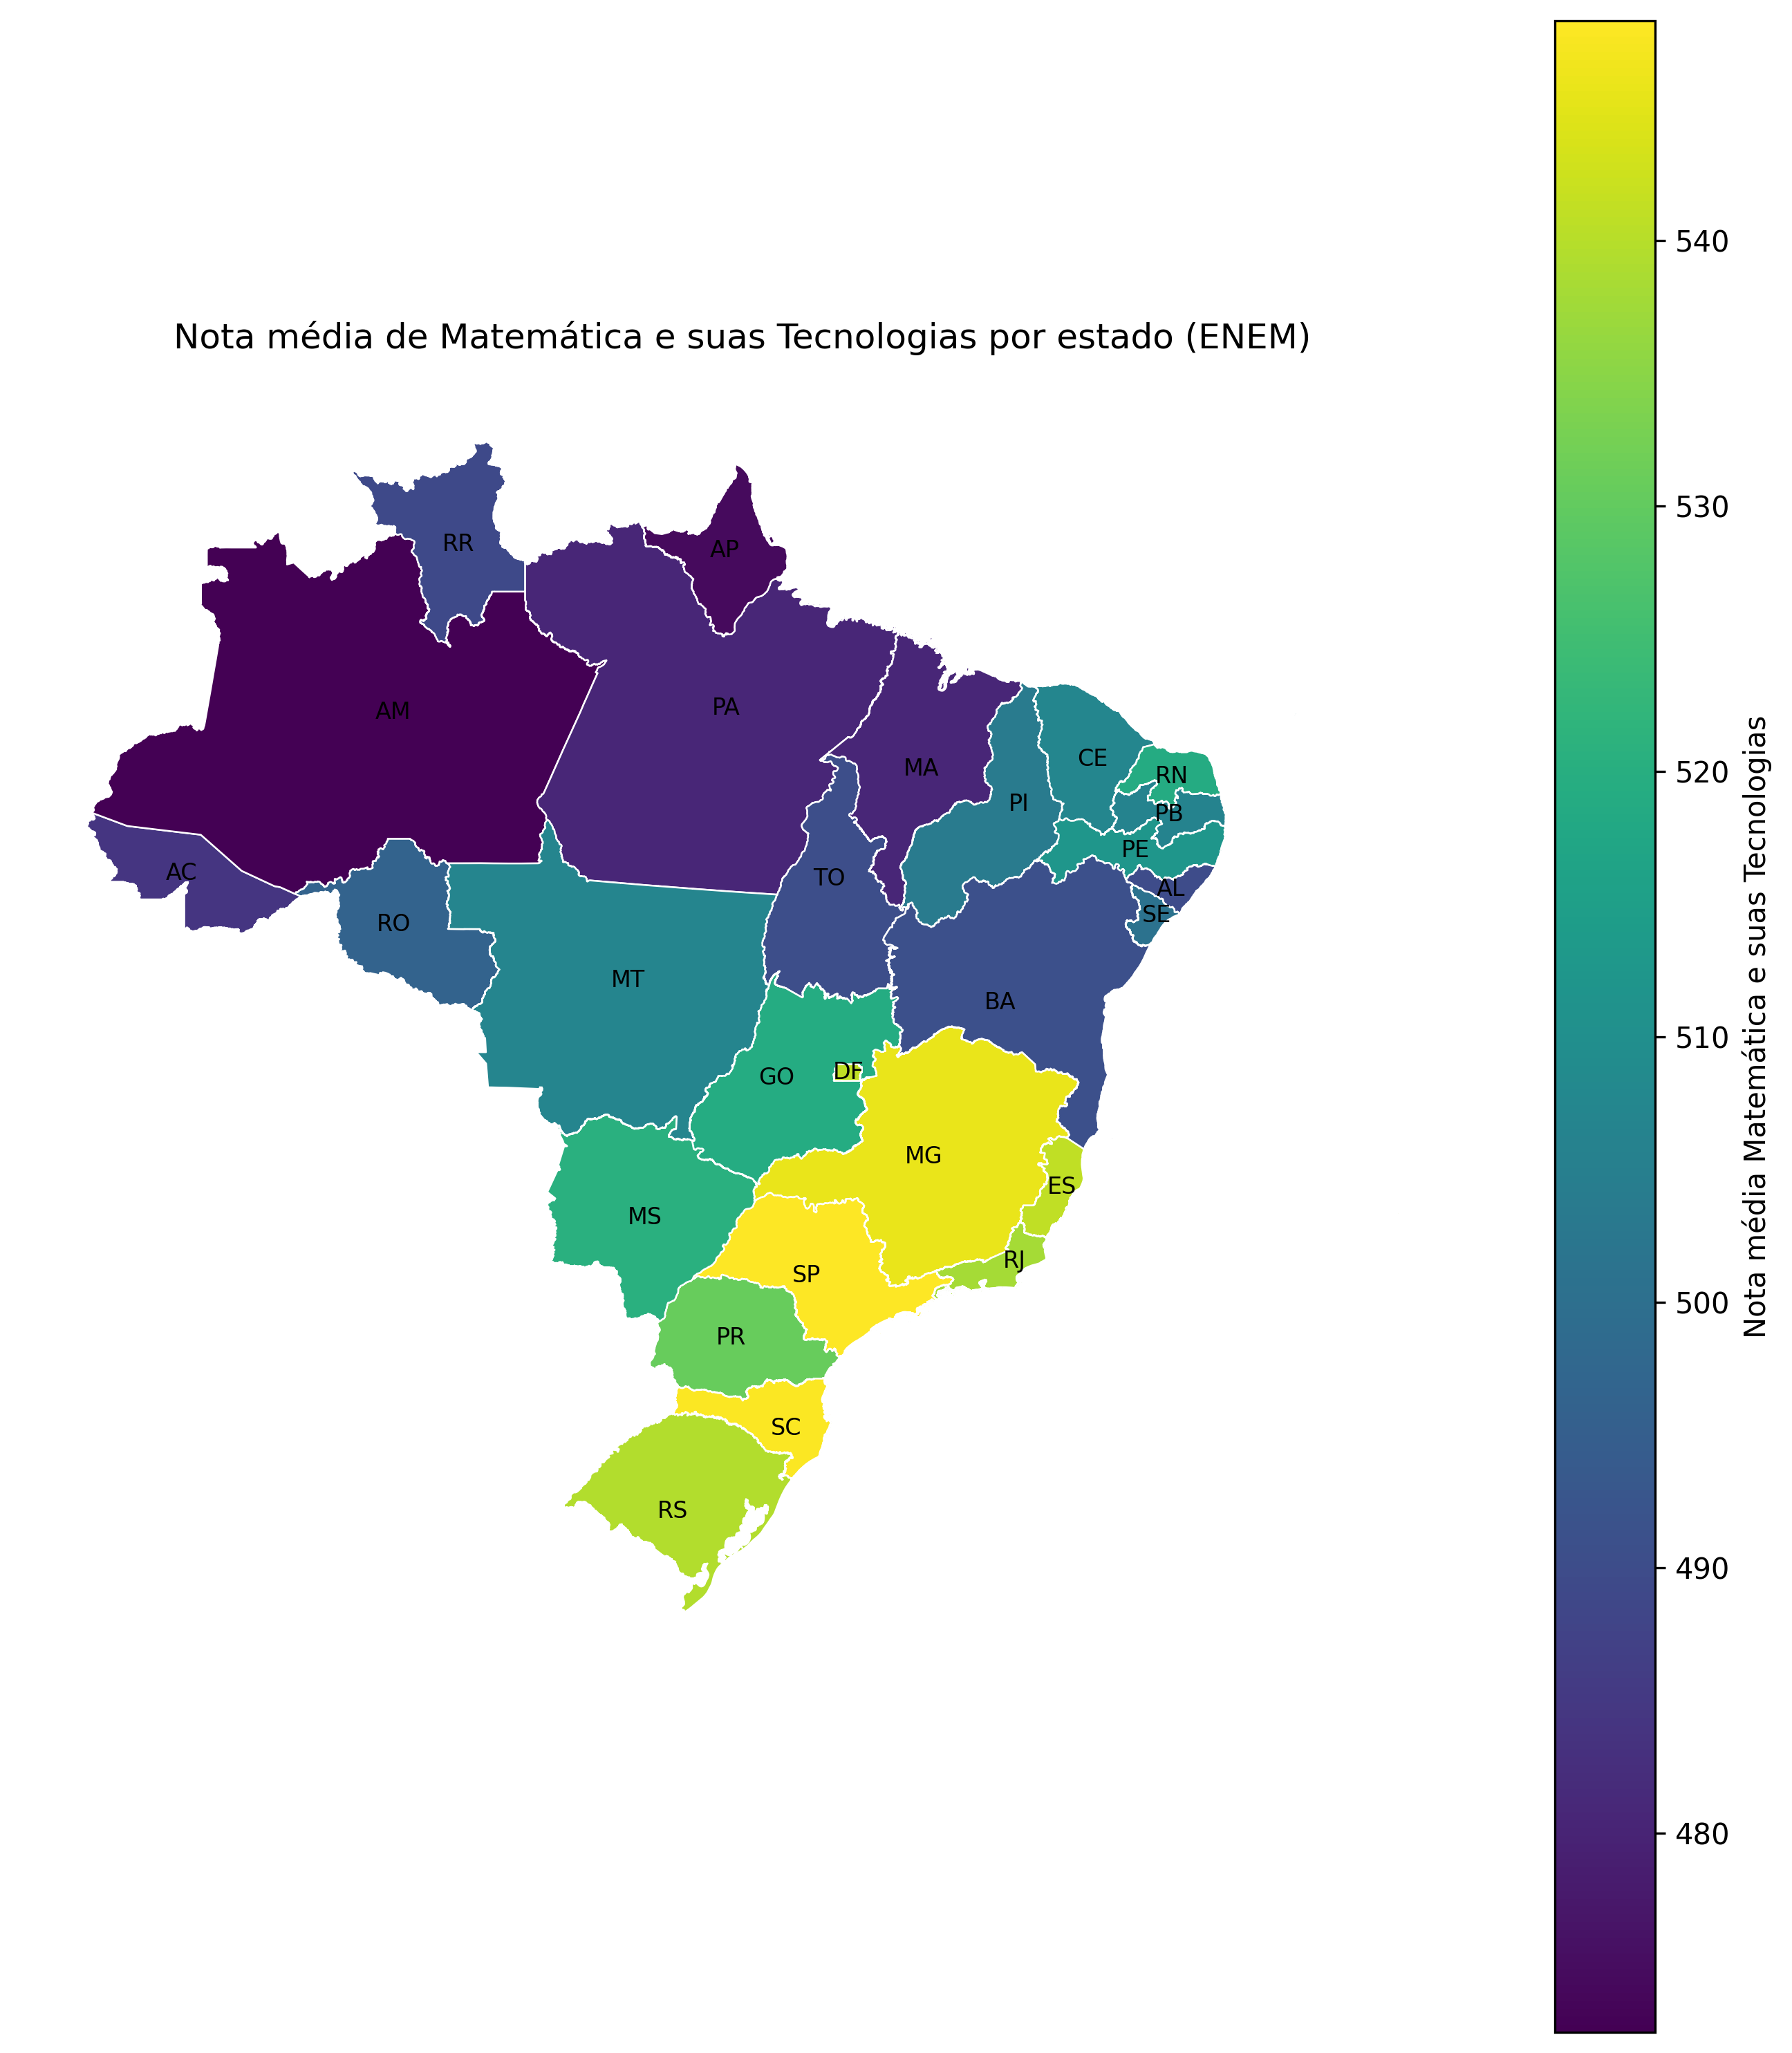 Nota média de Matemática e suas Tecnologias por estado (ENEM)
RR
AP
AM
PA
MA
CE
RN
PI
PB
PE
AC
TO
AL
RO
SE
MT
BA
DF
GO
MG
ES
MS
RJ
SP
PR
SC
RS
540
530
520
510
500
490
480
Nota média Matemática e suas Tecnologias